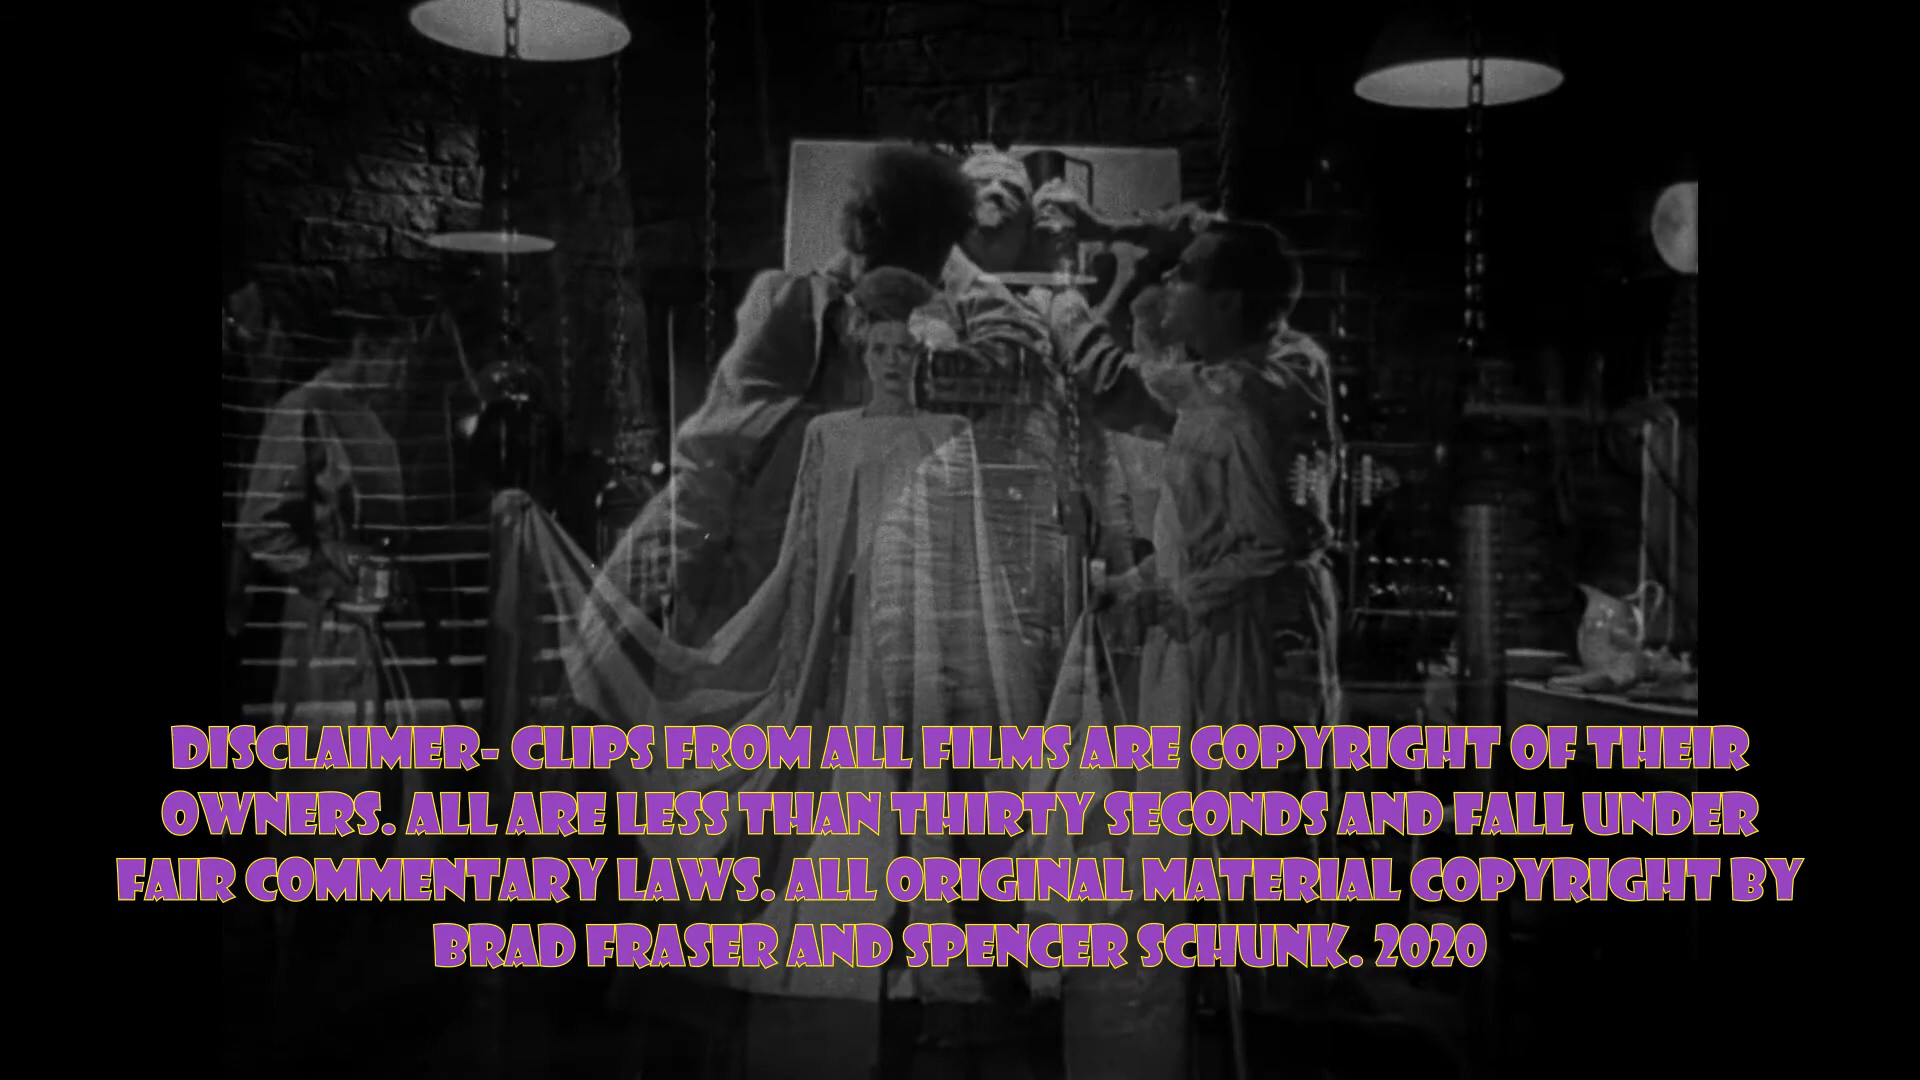 DISCLAIMER- CLIPS FROM ALL FILMS ARE COPYRIGHT OF THEIR
OWNERS. ALL ARE LESS THAN THIRTY SECONDS AND FALL UNDER
FAIR COMMENTARY LAWS. ALL ORIGINAL MATERIAL COPYRIGHT BY
BRAD FRASER AND SPENCER SCHUNK. 2020